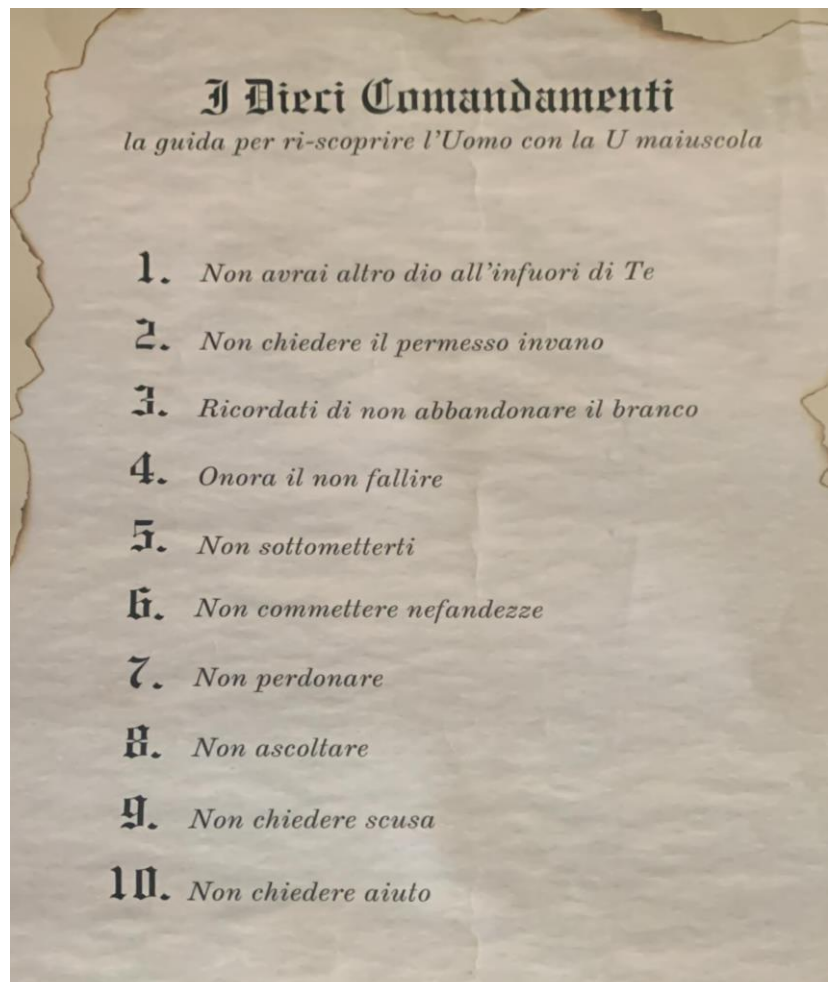 I Dieci Comandamenti
la guida per ri-scoprire l'Uomo con la U maiuscola
1. Non avrai altro dio all'infuori di Te
2. Non chiedere il permesso invano
3. Ricordati di non abbandonare il branco
4. Onora il non fallire
5. Non sottometterti
6. Non commettere nefandezze
7. Non perdonare
8. Non ascoltare
9. Non chiedere scusa
10. Non chiedere aiuto